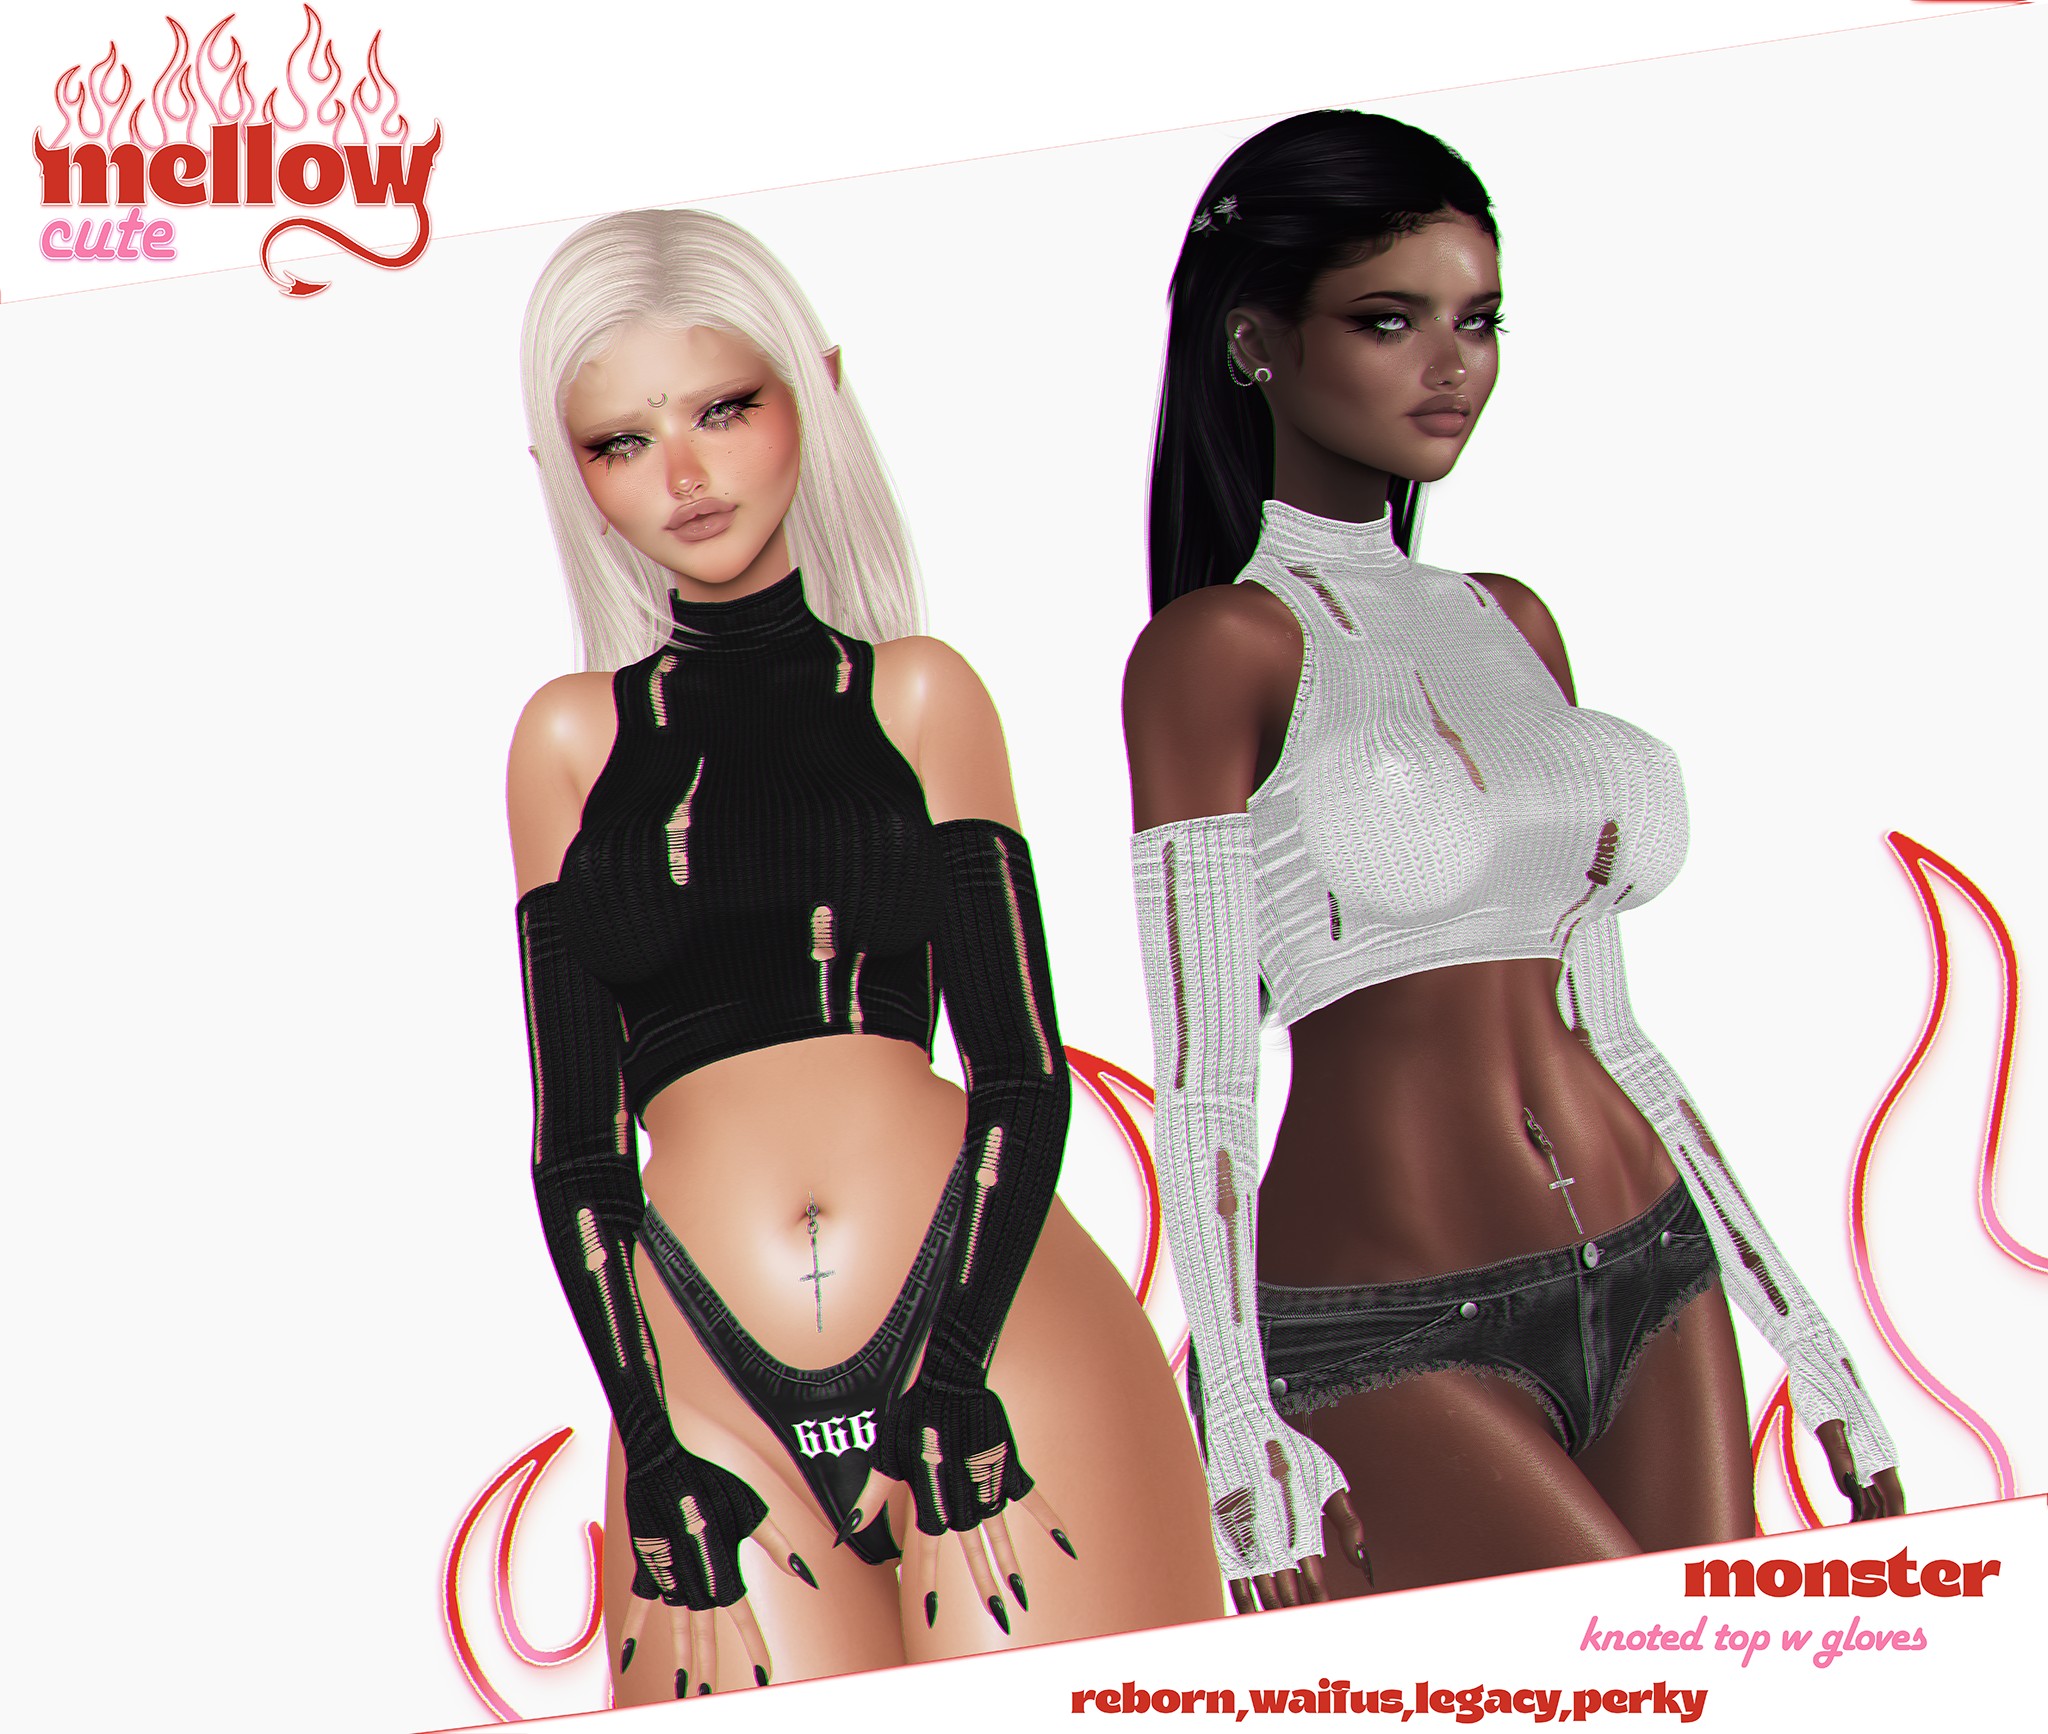 mellow
cute
666
monster
knoted top w gloves
reborn,waifus,legacy,perky